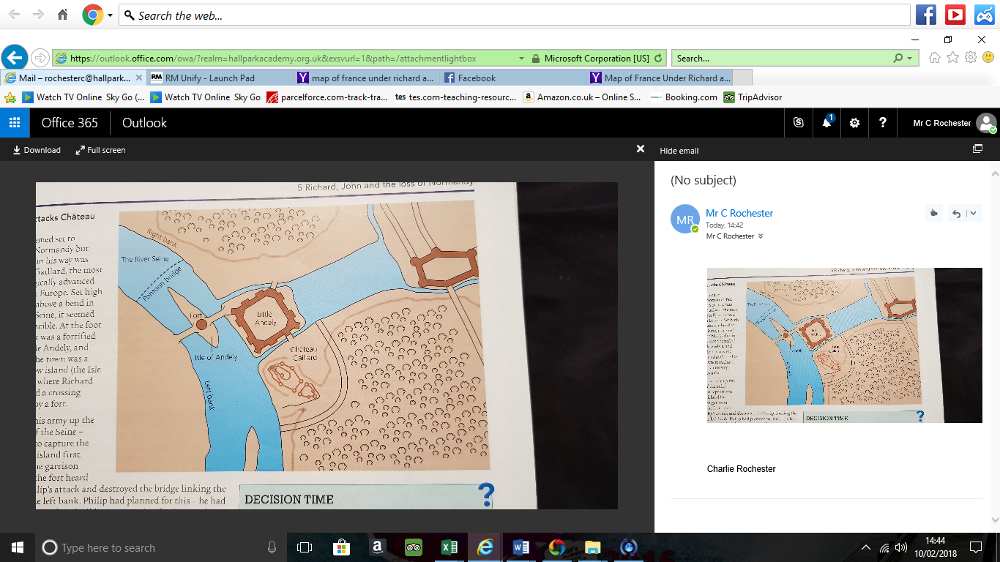 Search the web...
https://outlook.office.com/owa/?realm=hallparkacademy.org.uk&exsvurl=1&path=/attachmentlightbox
Microsoft Corporation [US]
Search...
Mail – rochesterc@hallpark...
RM Unify - Launch Pad
map of france under richard a...
Facebook
Map of France Under Richard a...
Watch TV Online Sky Go (...
Watch TV Online Sky Go
parcelforce.com-track-tra...
tes.com-teaching-resourc...
Amazon.co.uk – Online S...
Booking.com
TripAdvisor
Office 365
Outlook
1
?
Mr C Rochester
Download
Full screen
Hide email
5 Richard, John and the loss of Normandy
ttacks Château
emed set to
Normandy but
in his way was
Gaillard, the most
gically advanced
Europe. Set high
above a bend in
Seine, it seemed
ncible. At the foot
was a fortified
le Andely, and
he town was a
w island (the Isle
where Richard
d a crossing
by a fort.
his army up the
f the Seine –
to capture the
island first.
he garrison
the fort heard
lip's attack and destroyed the bridge linking the
e left bank. Philip had planned for this – he had
Right bank
The River Seine
Pontoon bridge
Fort
Little
Andely
Isle of Andely
Château
Gaillard
Left bank
DECISION TIME
?
(No subject)
MR
Mr C Rochester
Today, 14:42
Mr C Rochester
DECISION TIME
?
Charlie Rochester
Type here to search
14:44
10/02/2018